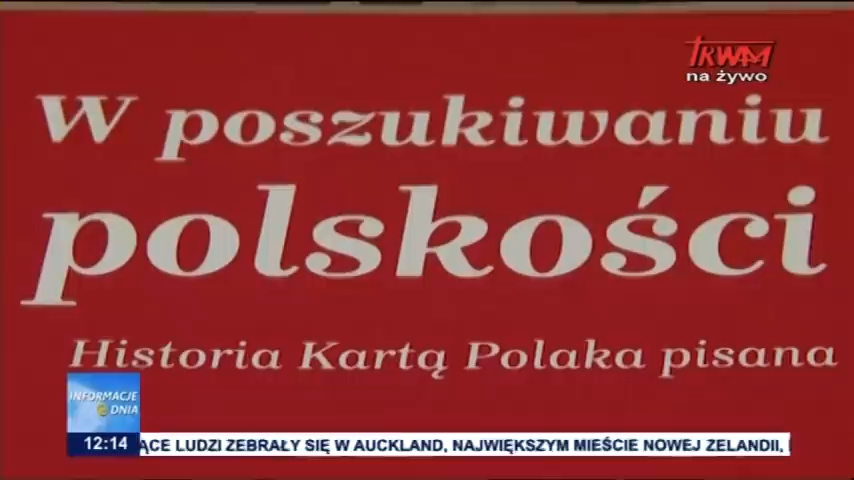 TRWAM
na żywo
W poszukiwaniu
polskości
Historia Kartą Polaka pisana
INFORMACJE
DNIA
12:14
ĄCE LUDZI ZEBRAŁY SIĘ W AUCKLAND, NAJWIĘKSZYM MIEŚCIE NOWEJ ZELANDII,